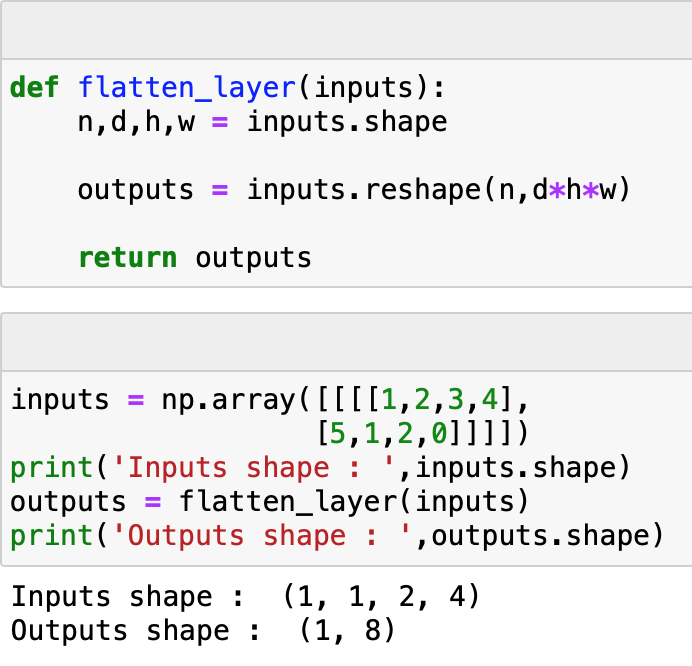 def flatten_layer(inputs):
    n,d,h,w = inputs.shape
    outputs = inputs.reshape(n,d*h*w)
    return outputs
inputs = np.array([[[[1,2,3,4],
                  [5,1,2,0]]]])
print('Inputs shape : ',inputs.shape)
outputs = flatten_layer(inputs)
print('Outputs shape : ',outputs.shape)
Inputs shape :  (1, 1, 2, 4)
Outputs shape :  (1, 8)